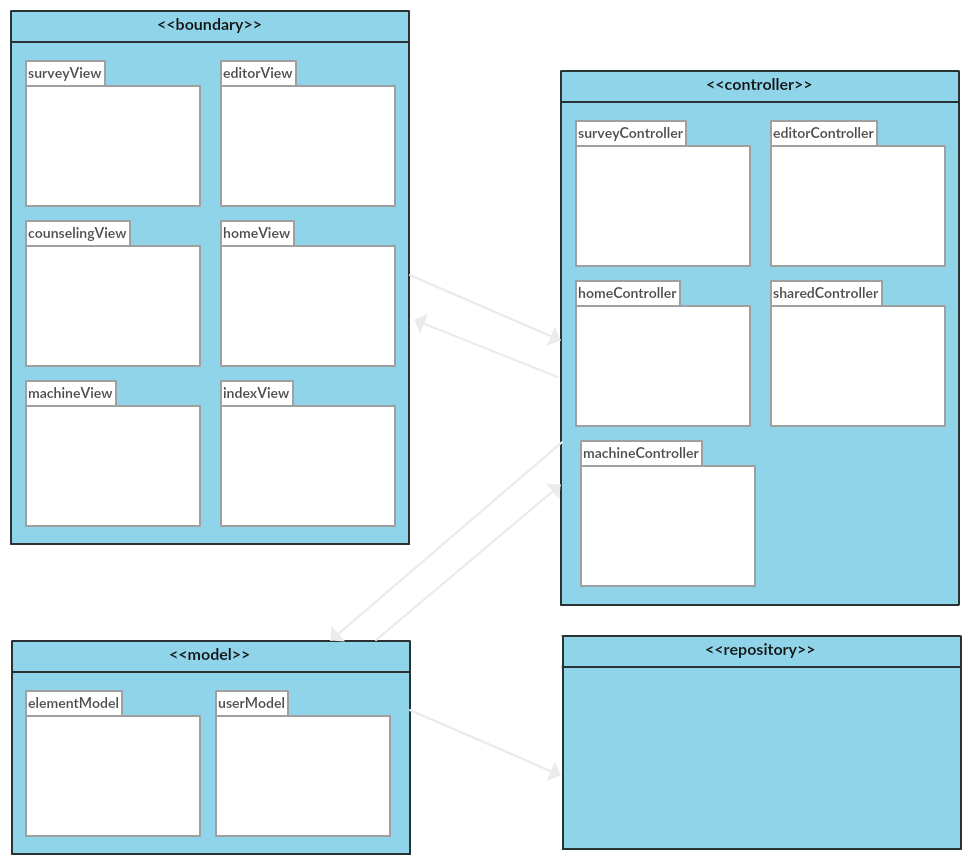 <<boundary>>
surveyView
editorView
counselingView
homeView
machineView
indexView
<<controller>>
surveyController
editorController
homeController
sharedController
machineController
<<model>>
elementModel
userModel
<<repository>>